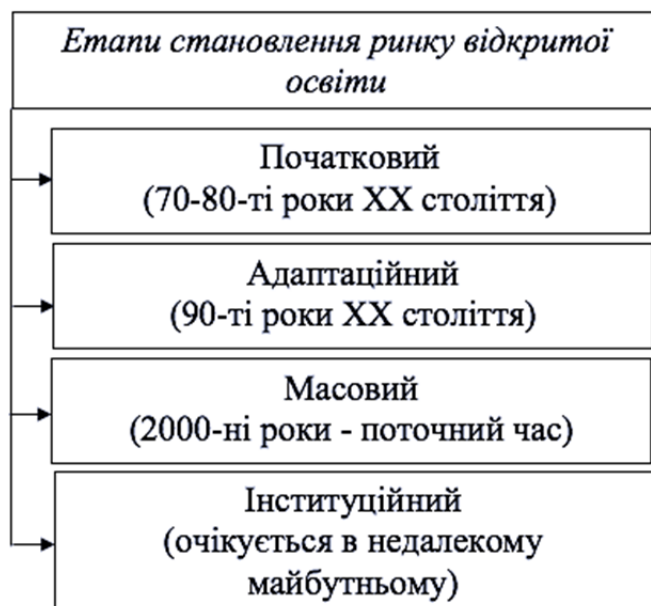 Етапи становлення ринку відкритої
освіти
Початковий
(70-80-ті роки XX століття)
Адаптаційний
(90-ті роки XX століття)
Масовий
(2000-ні роки - поточний час)
Інституційний
(очікується в недалекому
майбутньому)